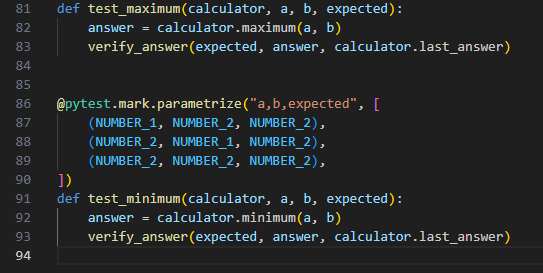 81 def test_maximum(calculator, a, b, expected):
82     answer = calculator.maximum(a, b)
83     verify_answer(expected, answer, calculator.last_answer)
84
85
86 @pytest.mark.parametrize("a,b,expected", [
87     (NUMBER_1, NUMBER_2, NUMBER_2),
88     (NUMBER_2, NUMBER_1, NUMBER_2),
89     (NUMBER_2, NUMBER_2, NUMBER_2),
90 ])
91 def test_minimum(calculator, a, b, expected):
92     answer = calculator.minimum(a, b)
93     verify_answer(expected, answer, calculator.last_answer)
94